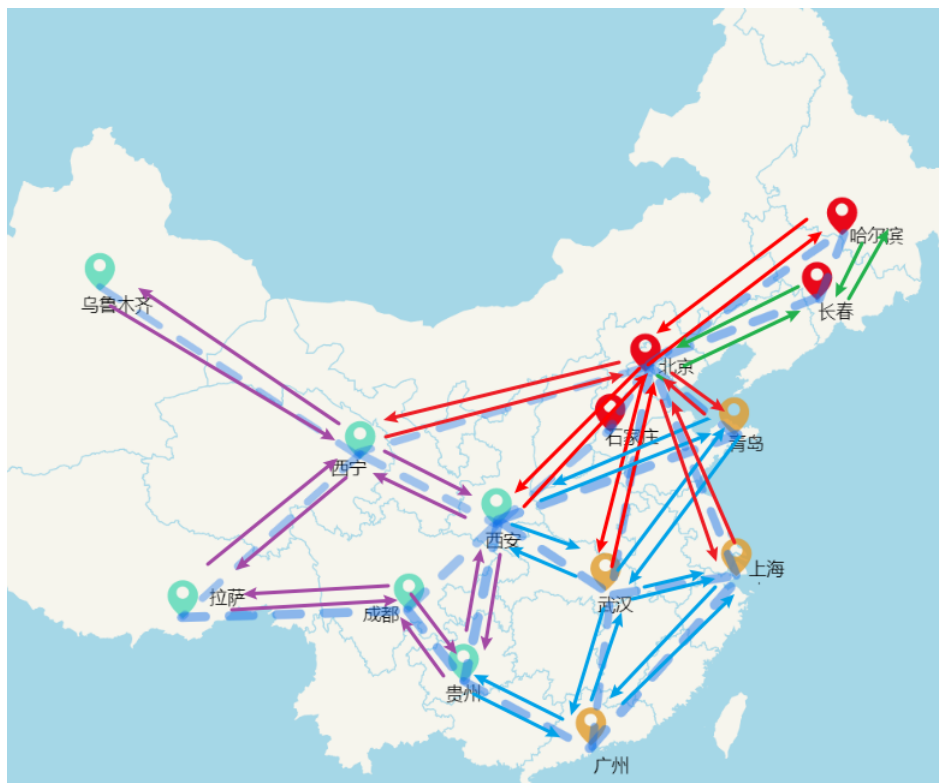 哈尔滨
乌鲁木齐
长春
北京
石家庄
青岛
西宁
西安
上海
拉萨
成都
武汉
贵州
广州